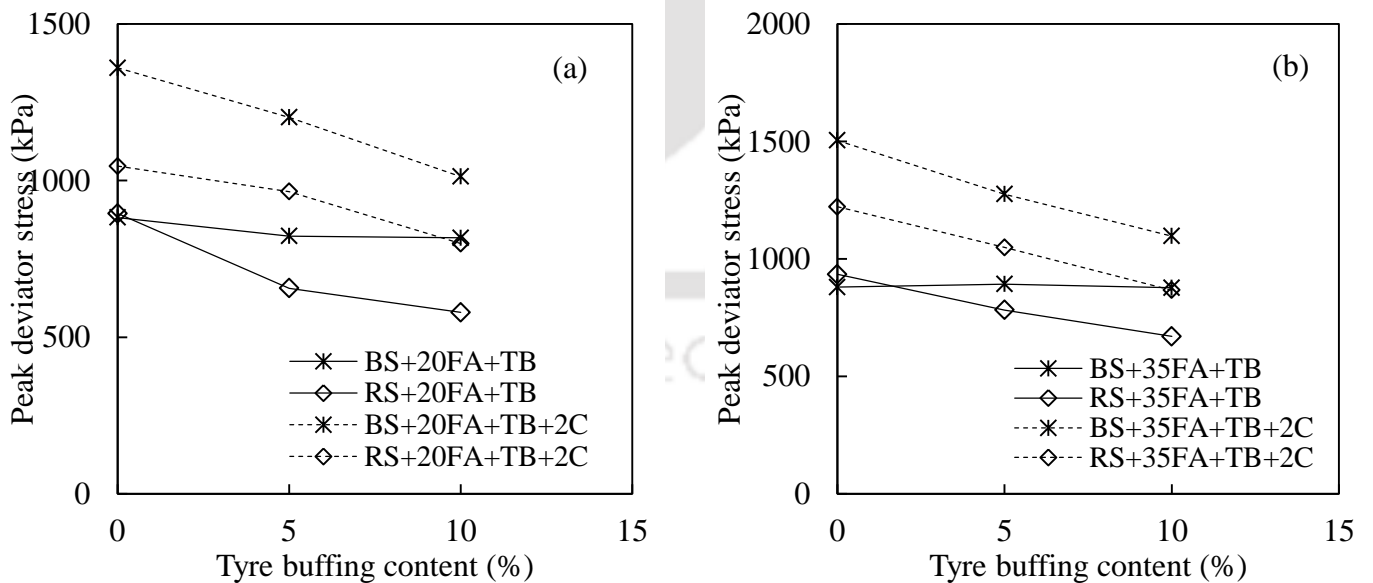 1500
1000
500
0
0
5
10
15
Peak deviator stress (kPa)
Tyre buffing content (%)
(a)
BS+20FA+TB
RS+20FA+TB
BS+20FA+TB+2C
RS+20FA+TB+2C
2000
1500
1000
500
0
0
5
10
15
Peak deviator stress (kPa)
Tyre buffing content (%)
(b)
BS+35FA+TB
RS+35FA+TB
BS+35FA+TB+2C
RS+35FA+TB+2C